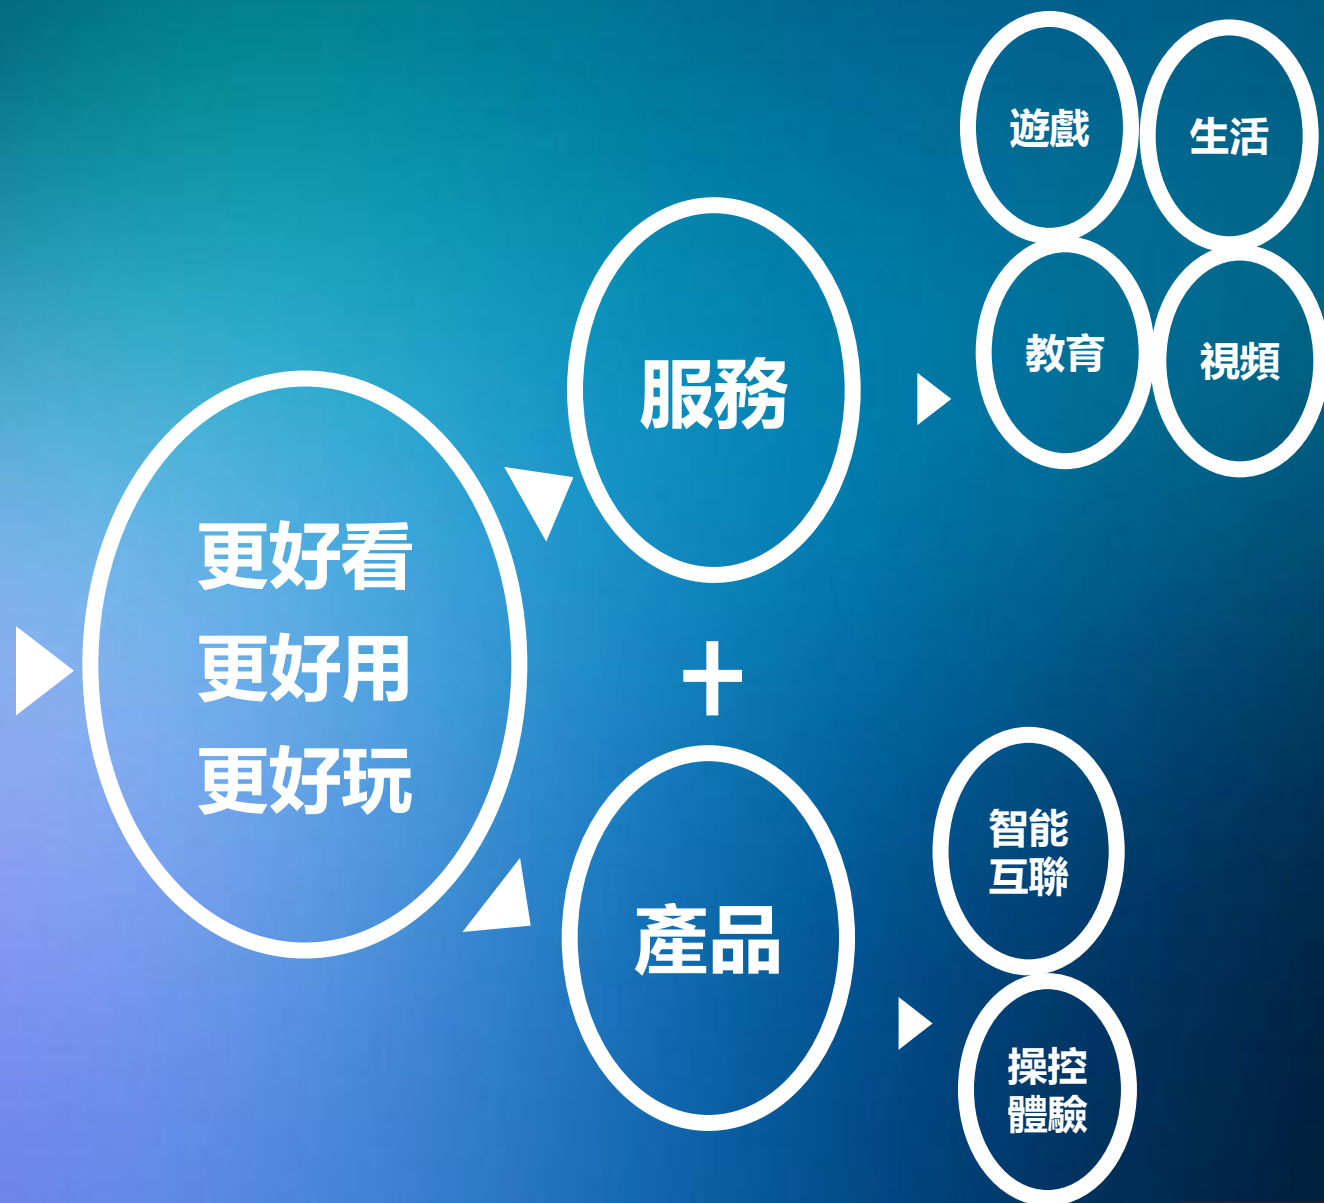 更好看
更好用
更好玩
服務
+
產品
遊戲
生活
教育
視頻
智能
互聯
操控
體驗